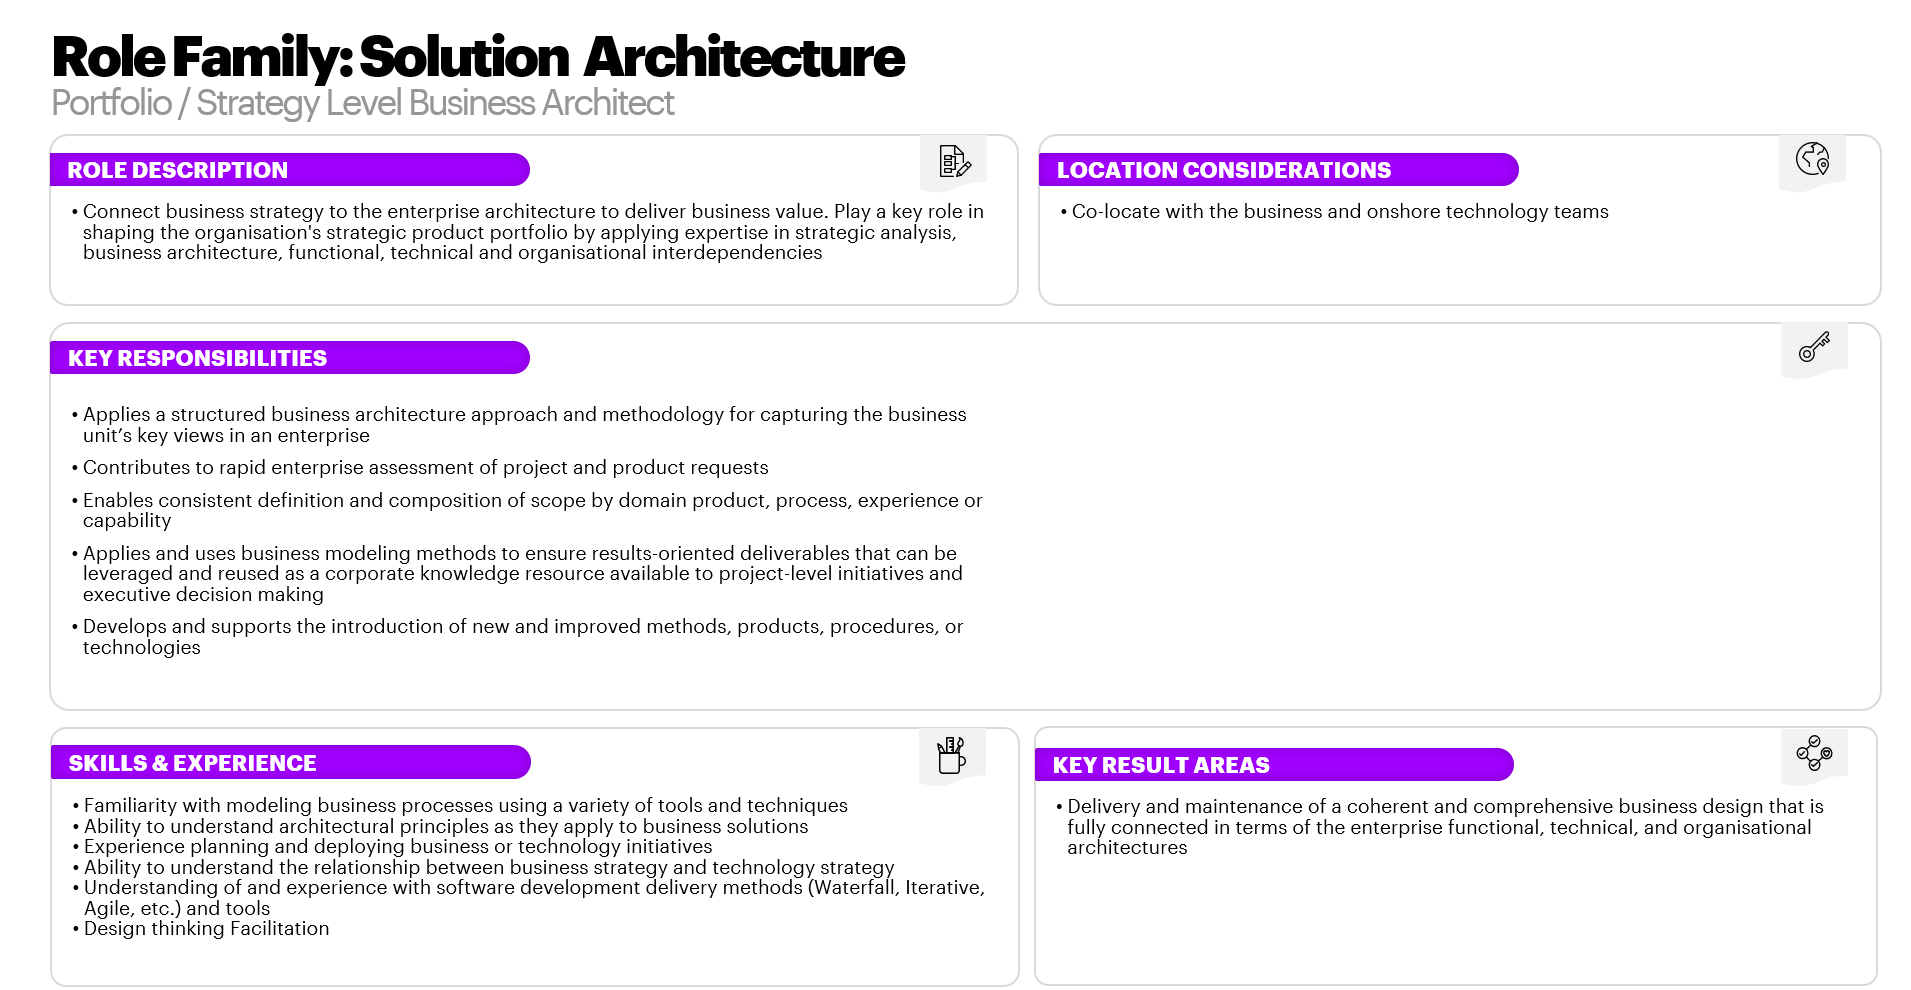 Role Family: Solution Architecture
Portfolio / Strategy Level Business Architect
ROLE DESCRIPTION
• Connect business strategy to the enterprise architecture to deliver business value. Play a key role in
shaping the organisation's strategic product portfolio by applying expertise in strategic analysis,
business architecture, functional, technical and organisational interdependencies
LOCATION CONSIDERATIONS
• Co-locate with the business and onshore technology teams
KEY RESPONSIBILITIES
• Applies a structured business architecture approach and methodology for capturing the business
unit’s key views in an enterprise
• Contributes to rapid enterprise assessment of project and product requests
• Enables consistent definition and composition of scope by domain product, process, experience or
capability
• Applies and uses business modeling methods to ensure results-oriented deliverables that can be
leveraged and reused as a corporate knowledge resource available to project-level initiatives and
executive decision making
• Develops and supports the introduction of new and improved methods, products, procedures, or
technologies
SKILLS & EXPERIENCE
• Familiarity with modeling business processes using a variety of tools and techniques
• Ability to understand architectural principles as they apply to business solutions
• Experience planning and deploying business or technology initiatives
• Ability to understand the relationship between business strategy and technology strategy
• Understanding of and experience with software development delivery methods (Waterfall, Iterative,
Agile, etc.) and tools
• Design thinking Facilitation
KEY RESULT AREAS
• Delivery and maintenance of a coherent and comprehensive business design that is
fully connected in terms of the enterprise functional, technical, and organisational
architectures